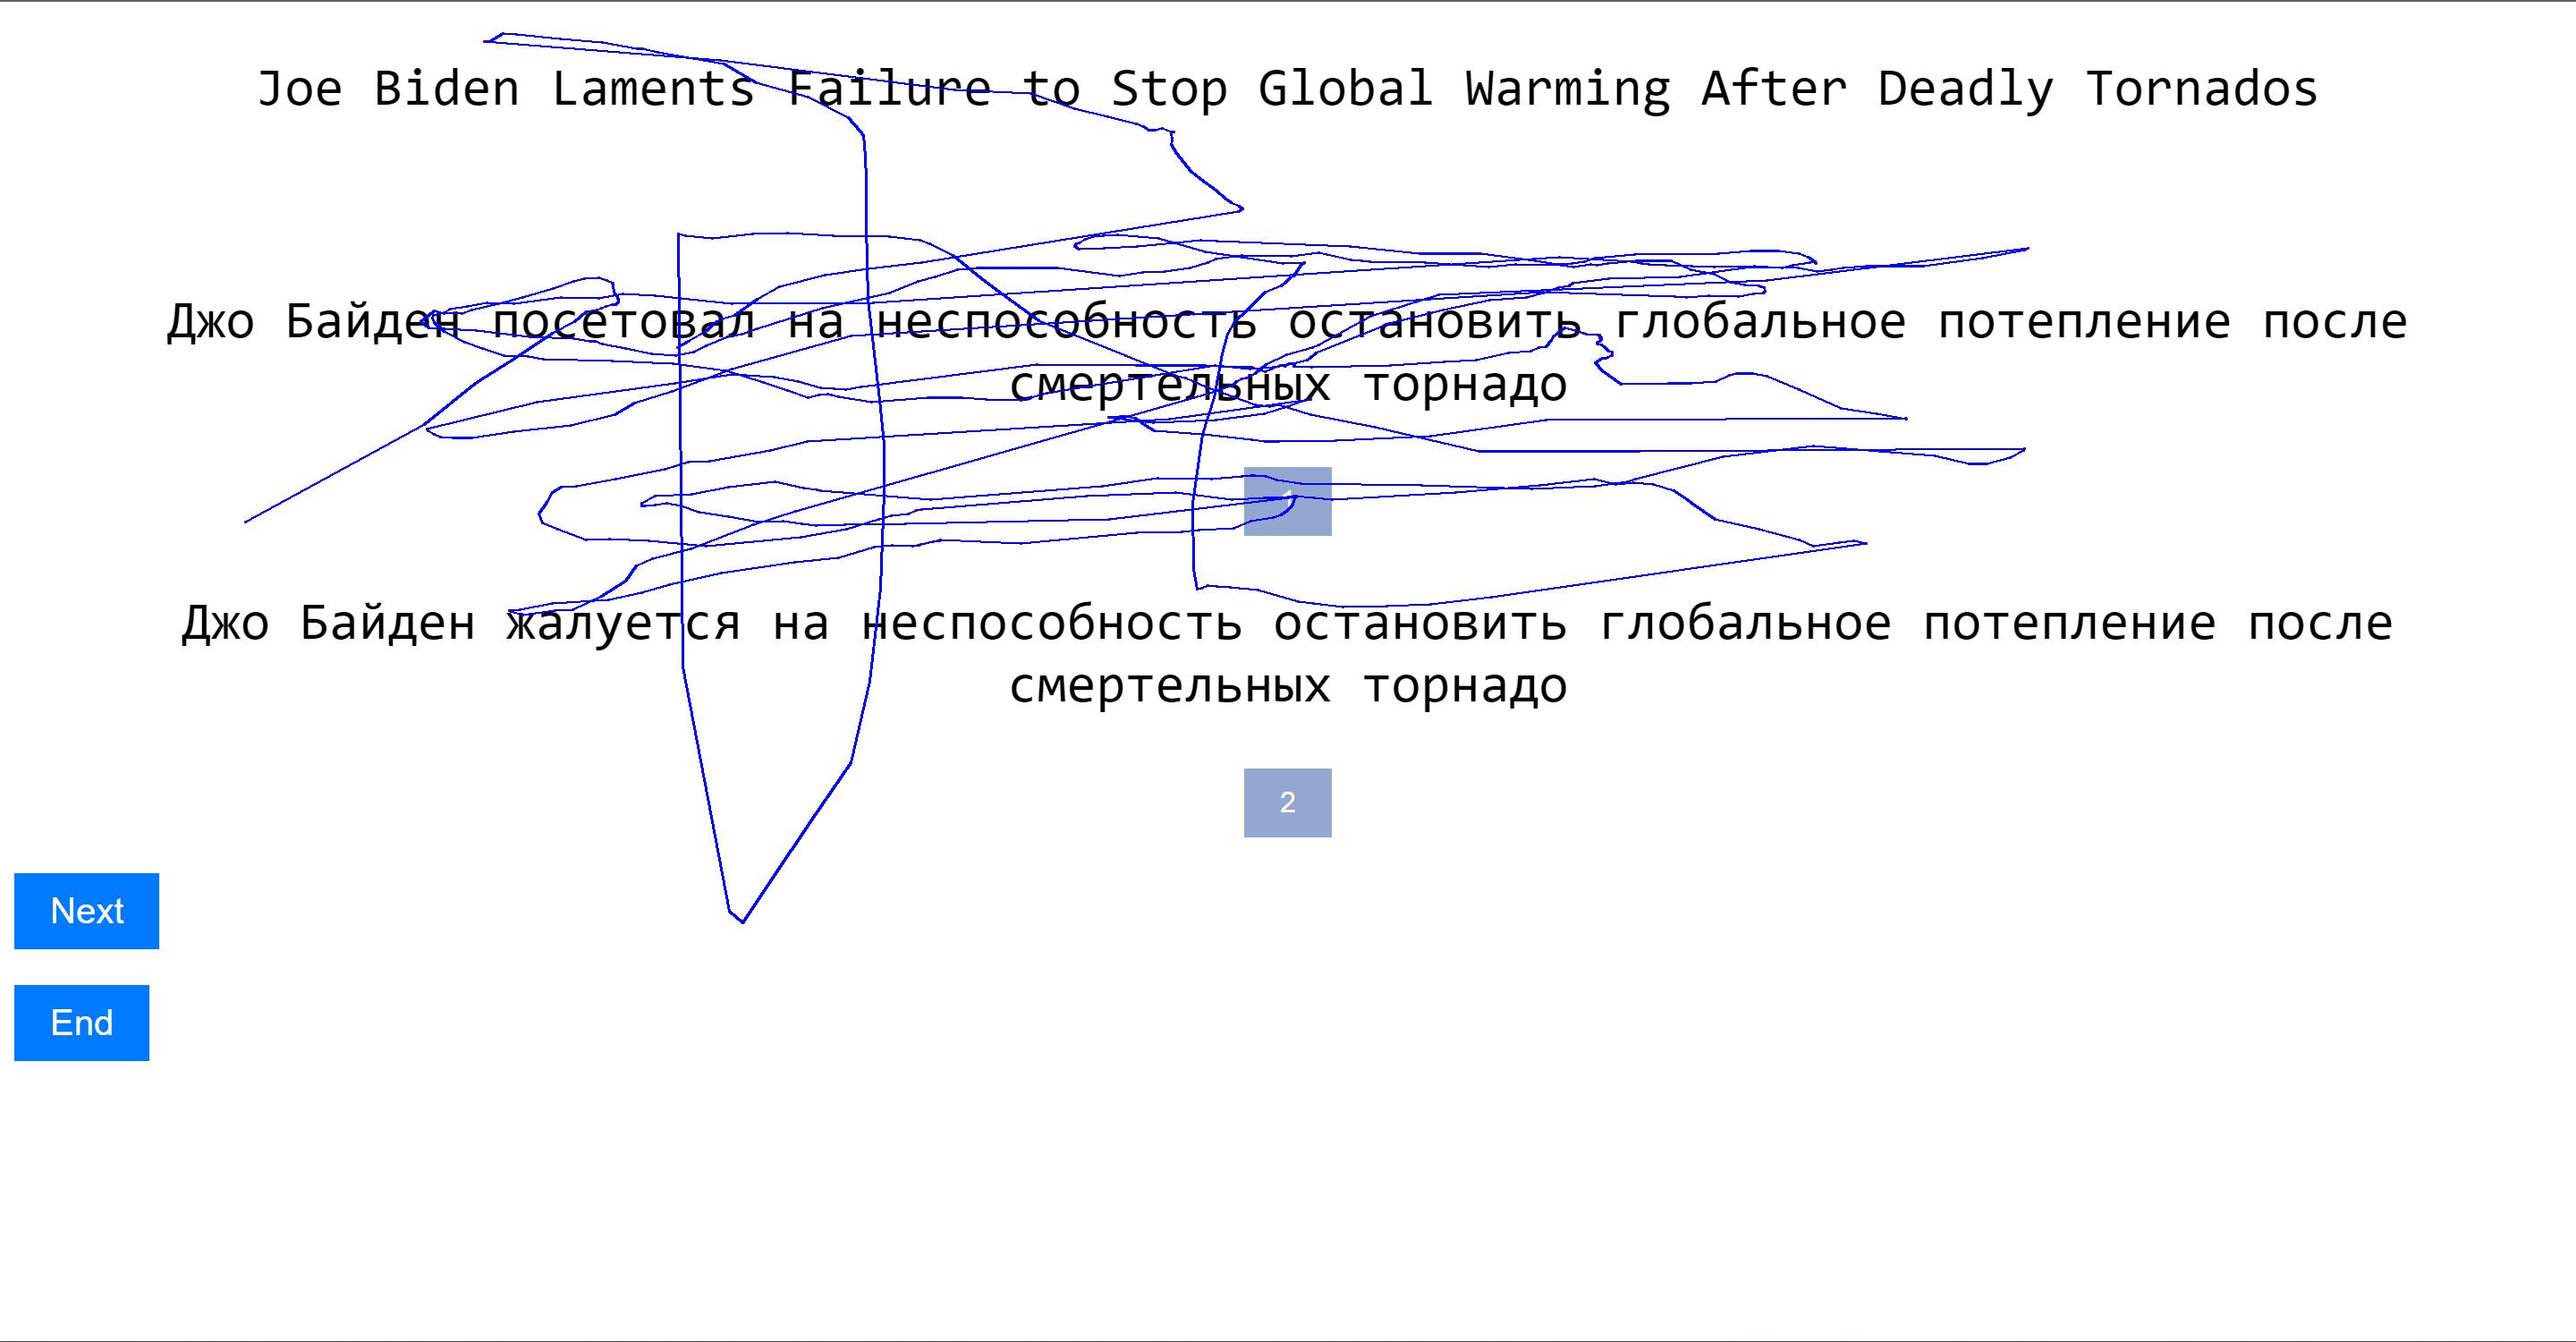 Joe Biden Laments Failure to Stop Global Warming After Deadly Tornados
Джо Байден посетовал на неспособность остановить глобальное потепление после
смертельных торнадо
Джо Байден жалуется на неспособность остановить глобальное потепление после
смертельных торнадо
2
Next
End